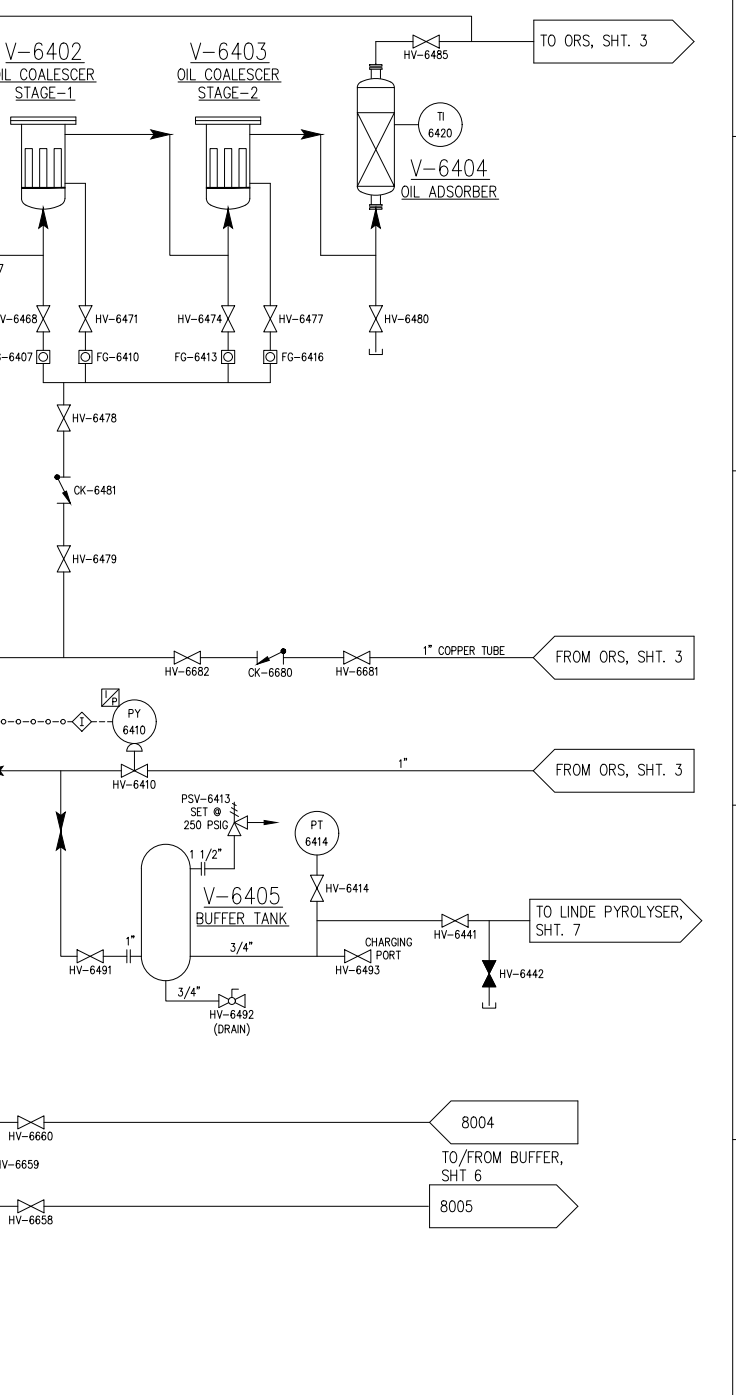 V-6402
OIL COALESCER
STAGE-1
V-6403
OIL COALESCER
STAGE-2
HV-6485
TO ORS, SHT. 3
TI
6420
V-6404
OIL ADSORBER
HV-6471
HV-6474
HV-6477
HV-6480
FG-6410
FG-6413
FG-6416
HV-6478
CK-6481
HV-6479
HV-6682
CK-6680
HV-6681
1" COPPER TUBE
FROM ORS, SHT. 3
I
P
I
PY
6410
HV-6410
1"
FROM ORS, SHT. 3
PSV-6413
SET @
250 PSIG
PT
6414
1 1/2"
V-6405
BUFFER TANK
HV-6414
TO LINDE PYROLYSER,
SHT. 7
HV-6441
HV-6491
1"
3/4"
CHARGING
PORT
HV-6493
HV-6442
3/4"
HV-6492
(DRAIN)
HV-6660
8004
TO/FROM BUFFER,
SHT 6
HV-6659
HV-6658
8005